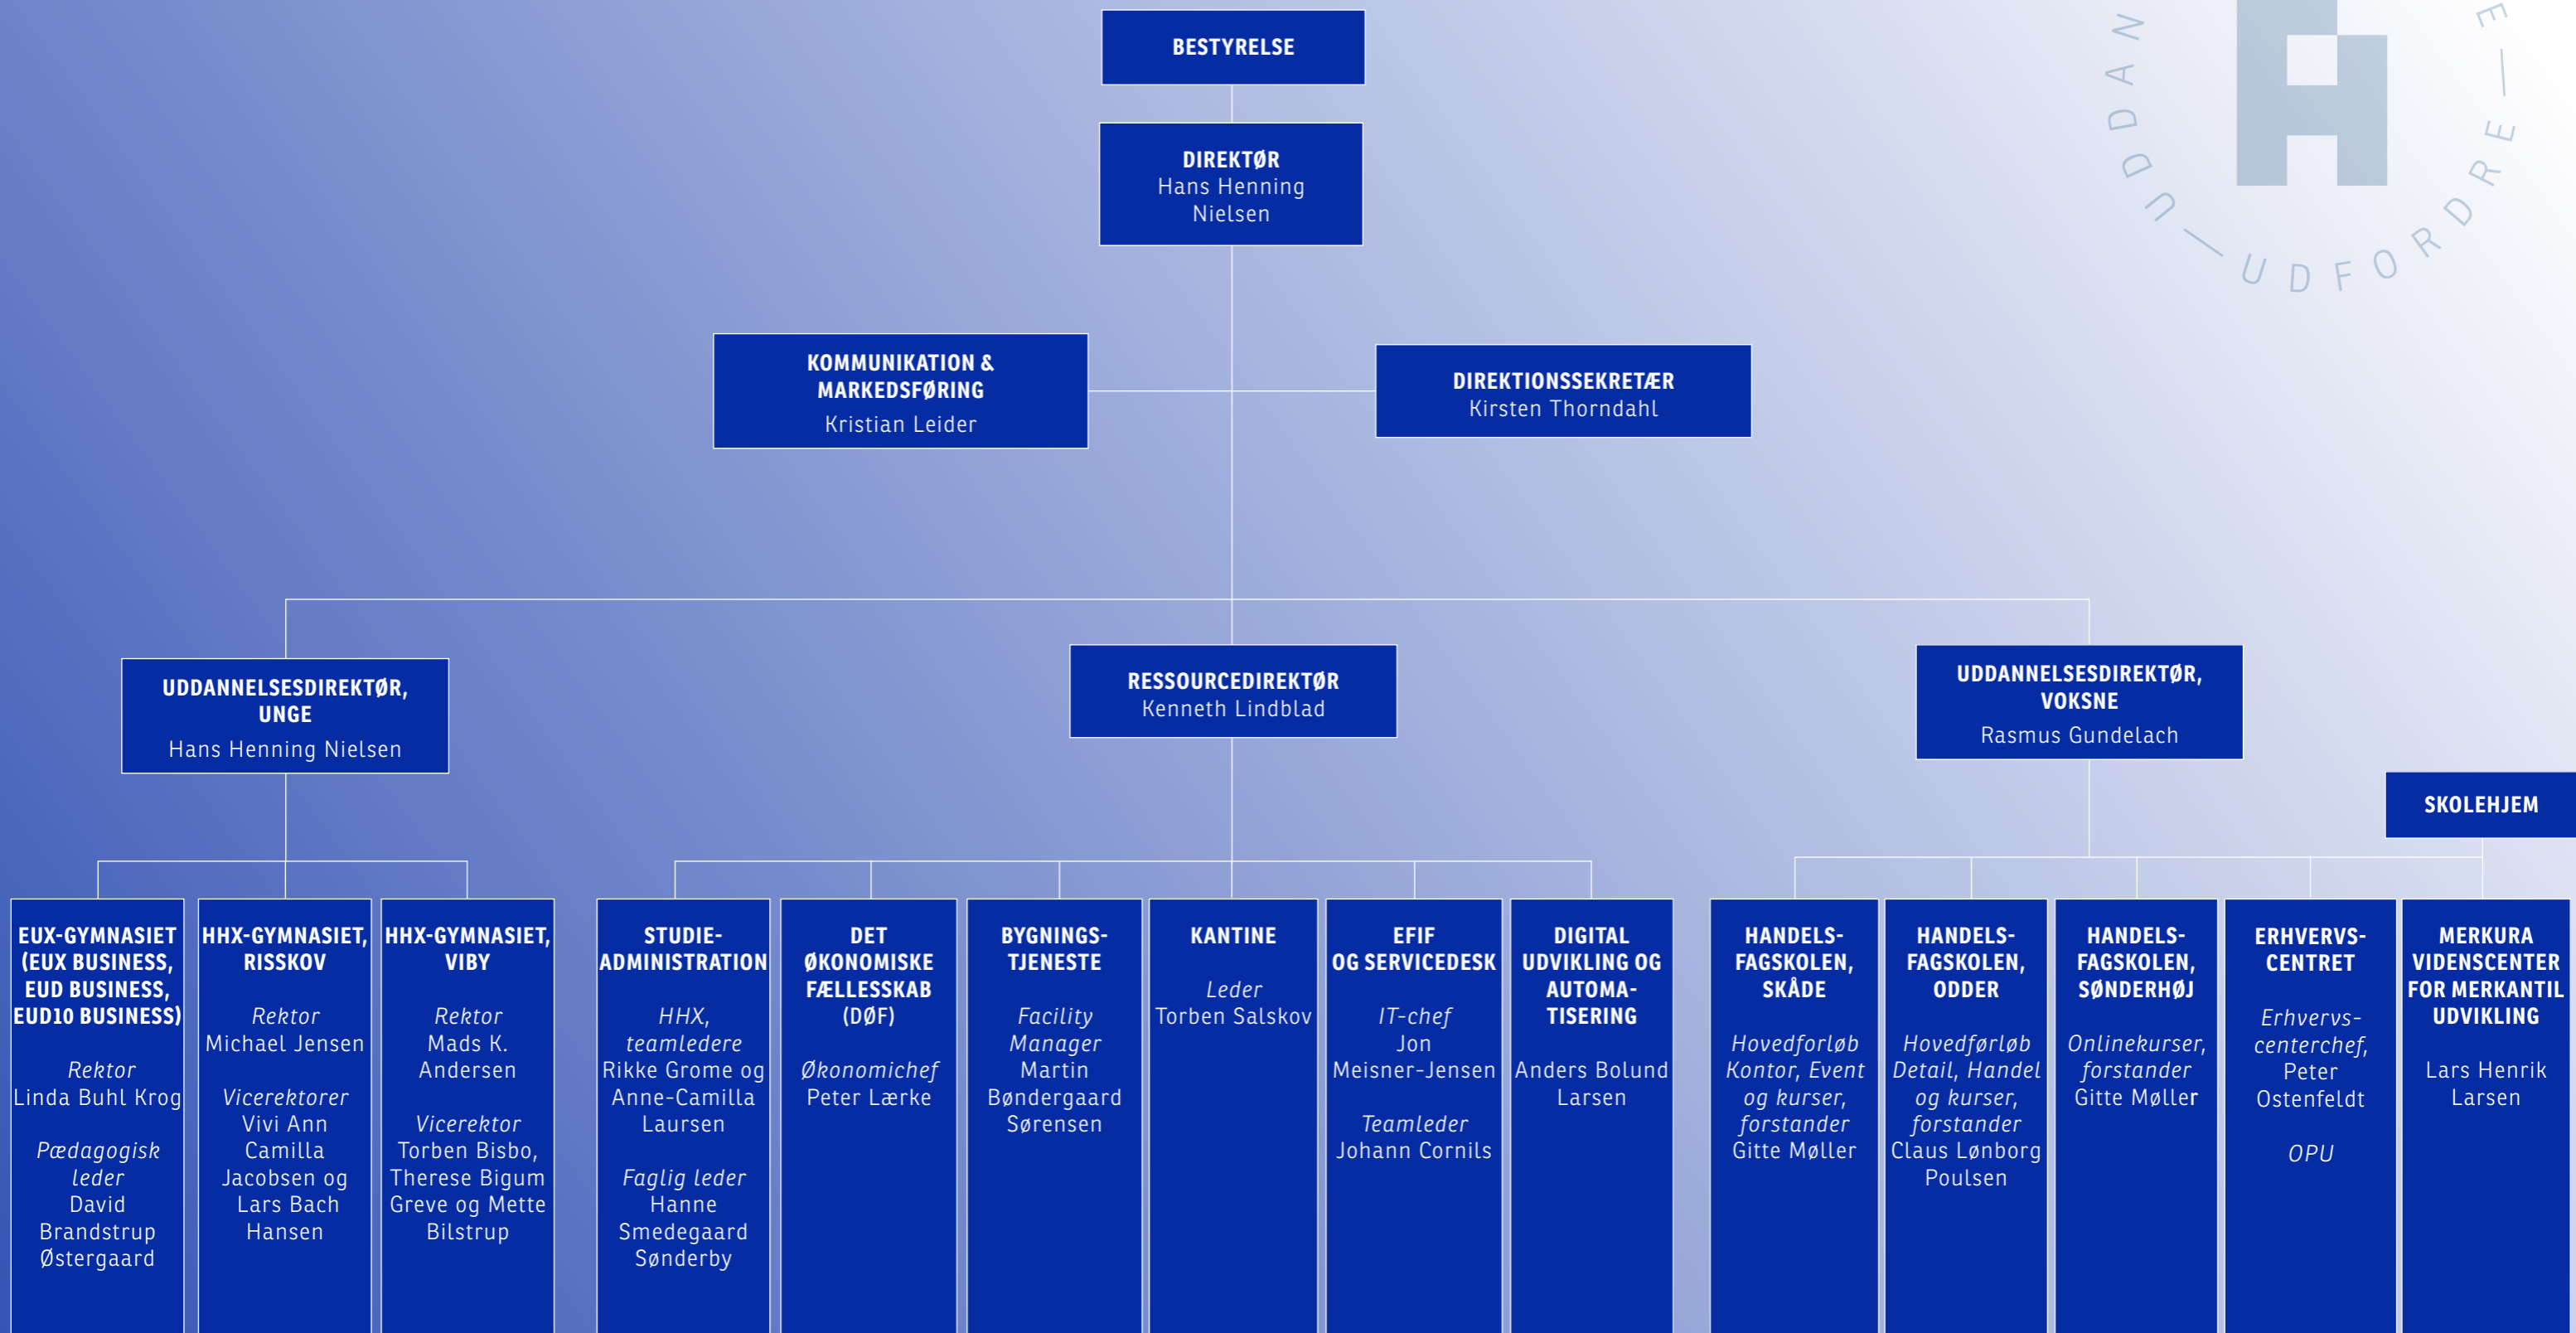 BESTYRELSE
DIREKTØR
Hans Henning
Nielsen
UDDAN
UDDU — UDFORDRE — E
KOMMUNIKATION &
MARKEDSFØRING
Kristian Leider
DIREKTIONSSEKRETÆR
Kirsten Thorndahl
UDDANNELSESDIREKTØR,
UNGE
Hans Henning Nielsen
RESSOURCEDIREKTØR
Kenneth Lindblad
UDDANNELSESDIREKTØR,
VOKSNE
Rasmus Gundelach
SKOLEHJEM
EUX-GYMNASIET
(EUX BUSINESS,
EUD BUSINESS,
EUD10 BUSINESS)
Rektor
Linda Buhl Krog
Pædagogisk
leder
David
Brandstrup
Østergaard
HHX-GYMNASIET,
RISSKOV
Rektor
Michael Jensen
Vicerektorer
Vivi Ann
Camilla
Jacobsen og
Lars Bach
Hansen
HHX-GYMNASIET,
VIBY
Rektor
Mads K.
Andersen
Vicerektor
Torben Bisbo,
Therese Bigum
Greve og Mette
Bilstrup
STUDIE-
ADMINISTRATION
HHX,
teamledere
Rikke Grome og
Anne-Camilla
Laursen
Faglig leder
Hanne
Smedegaard
Sønderby
DET
ØKONOMISKE
FÆLLESSKAB
(DØF)
Økonomichef
Peter Lærke
BYGNINGS-
TJENESTE
Facility
Manager
Martin
Bøndergaard
Sørensen
KANTINE
Leder
Torben Salskov
EFIF
OG SERVICEDESK
IT-chef
Jon
Meisner-Jensen
Teamleder
Johann Cornils
DIGITAL
UDVIKLING OG
AUTOMA-
TISERING
Anders Bolund
Larsen
HANDELS-
FAGSKOLEN,
SKÅDE
Hovedforløb
Kontor, Event
og kurser,
forstander
Gitte Møller
HANDELS-
FAGSKOLEN,
ODDER
Hovedførløb
Detail, Handel
og kurser,
forstander
Claus Lønborg
Poulsen
HANDELS-
FAGSKOLEN,
SØNDERHØJ
Onlinekurser,
forstander
Gitte Møller
ERHVERVS-
CENTRET
Erhvervs-
centerchef,
Peter
Ostenfeldt
OPU
MERKURA
VIDENSCENTER
FOR MERKANTIL
UDVIKLING
Lars Henrik
Larsen